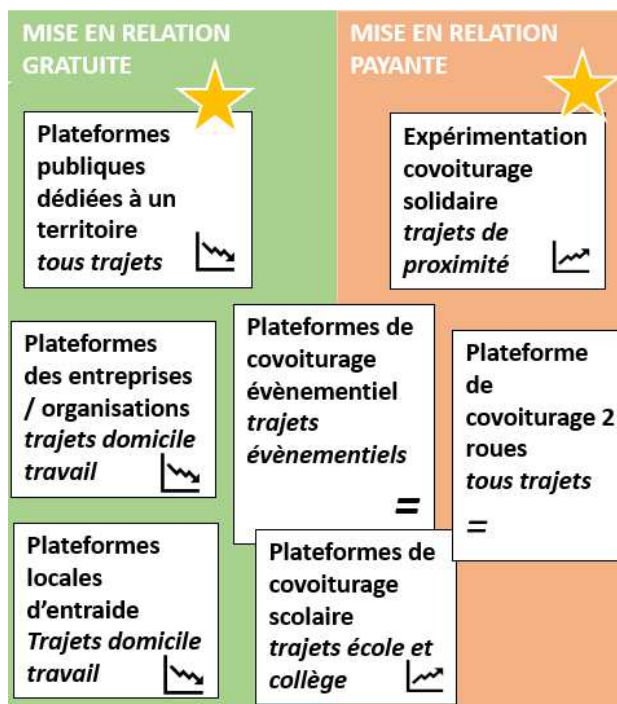 MISE EN RELATION
GRATUITE
MISE EN RELATION
PAYANTE
Plateformes
publiques
dédiées à un
territoire
tous trajets
Expérimentation
covoiturage
solidaire
trajets de
proximité
Plateformes
des entreprises
/ organisations
trajets domicile
travail
Plateformes de
covoiturage
évènementiel
trajets
évènementiels
=
Plateforme
de
covoiturage 2
roues
tous trajets
=
Plateformes
locales
d'entraide
Trajets domicile
travail
Plateformes de
covoiturage
scolaire
trajets école et
collège